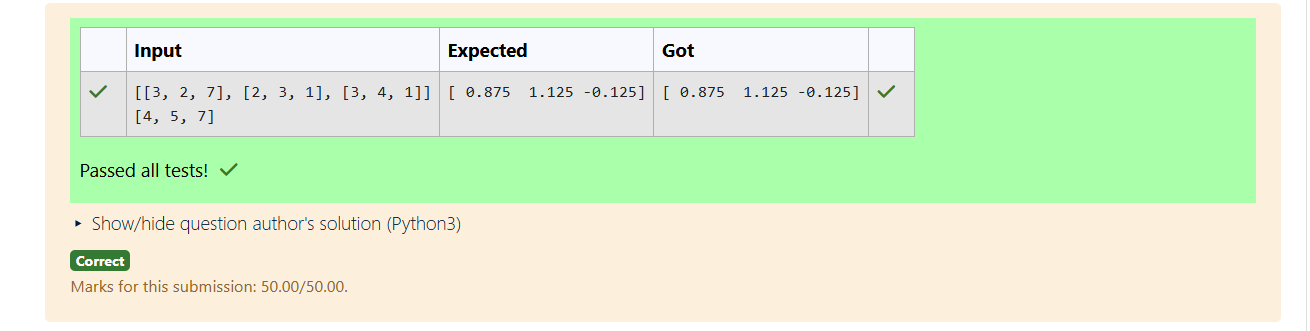 Input Expected Got
[[3, 2, 7], [2, 3, 1], [3, 4, 1]] [ 0.875  1.125 -0.125] [ 0.875  1.125 -0.125]
[4, 5, 7]
Passed all tests!
Show/hide question author's solution (Python3)
Correct
Marks for this submission: 50.00/50.00.